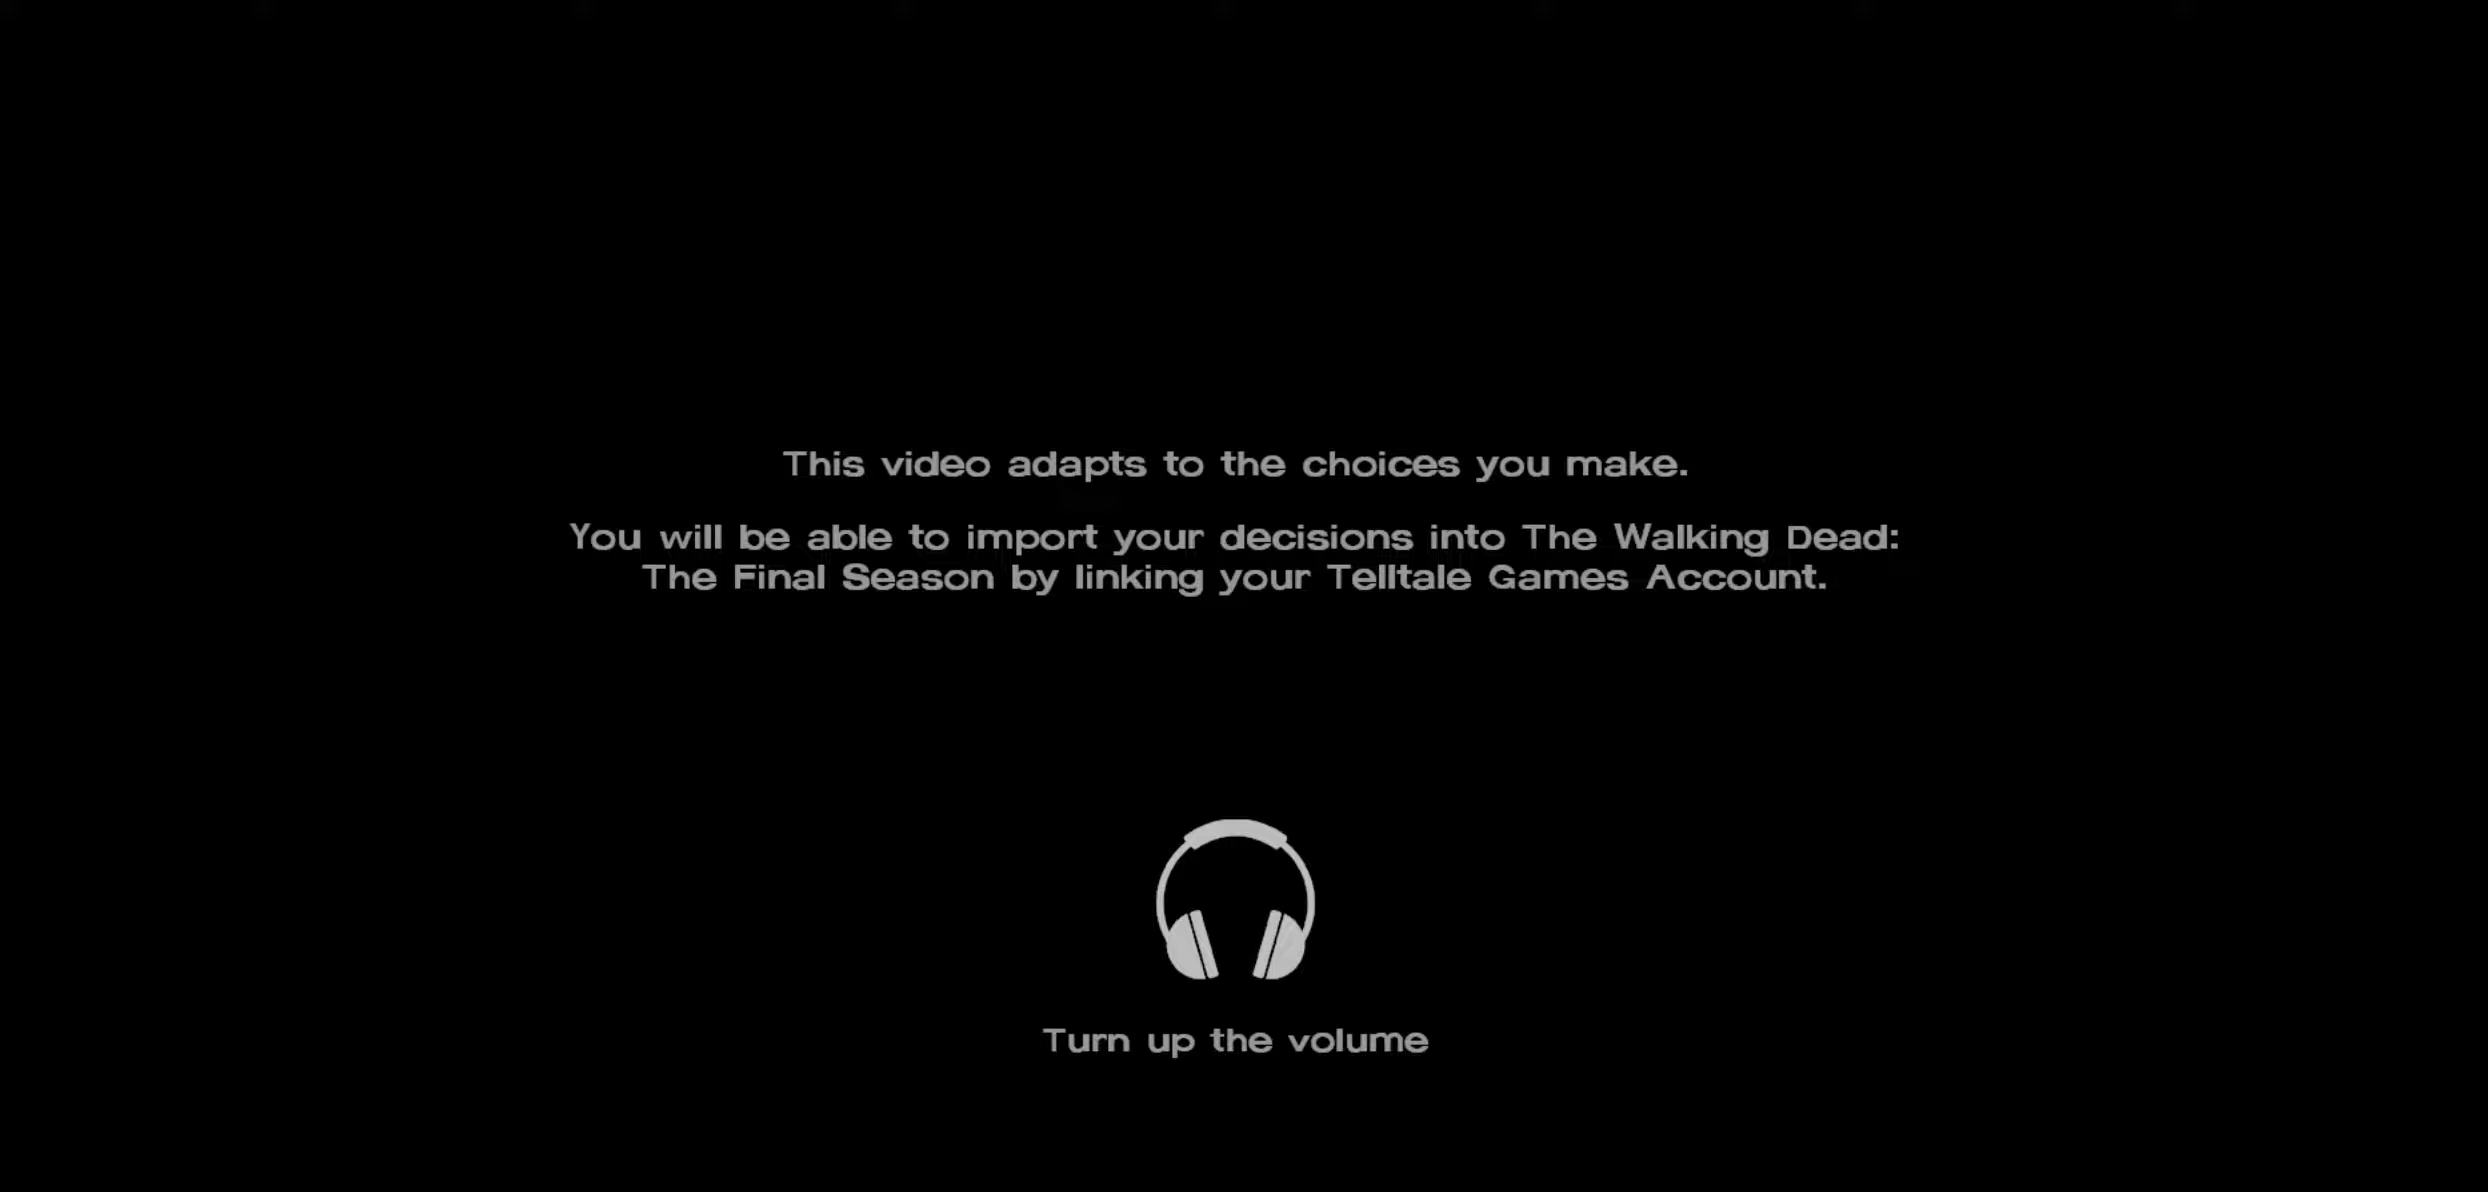 This video adapts to the choices you make.
You will be able to import your decisions into The Walking Dead:
The Final Season by linking your Telltale Games Account.
Turn up the volume